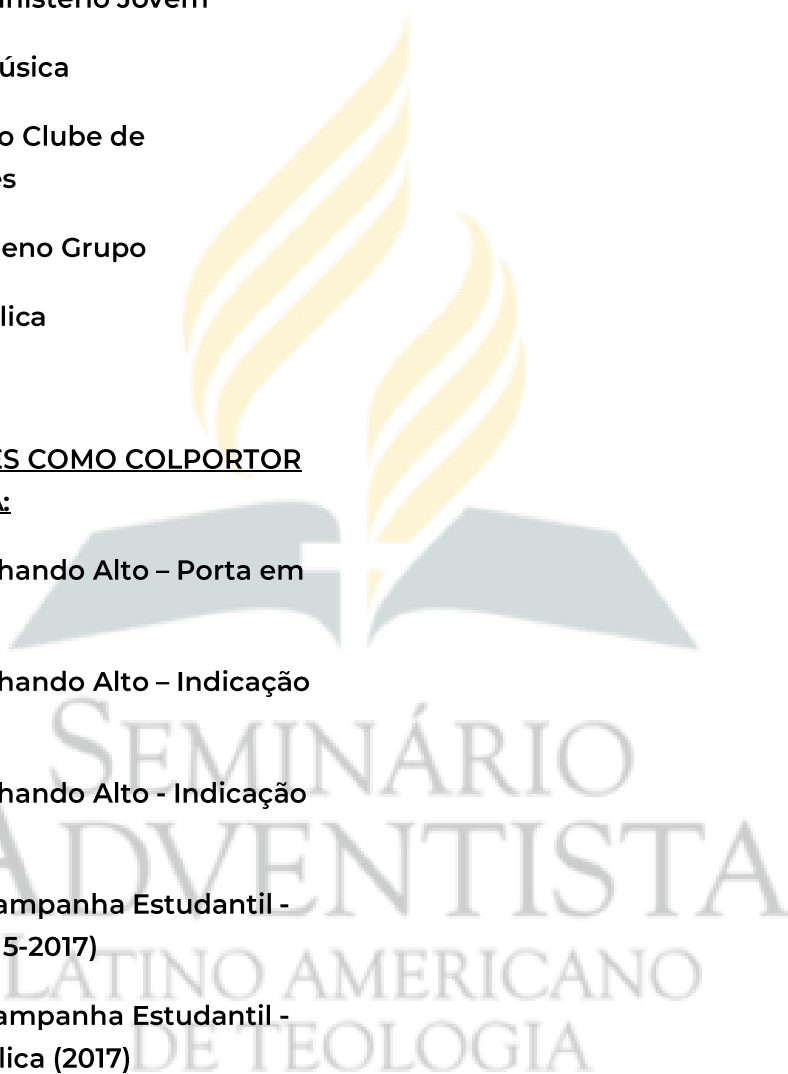 inistério Jovem
úsica
o Clube de
es
eno Grupo
lica
ES COMO COLPORTOR
A:
hando Alto – Porta em
hando Alto – Indicação
hando Alto - Indicação
ampanha Estudantil -
15-2017)
ampanha Estudantil -
lica (2017)
SEMINÁRIO
ADVENTISTA
LATINO AMERICANO
DE TEOLOGIA